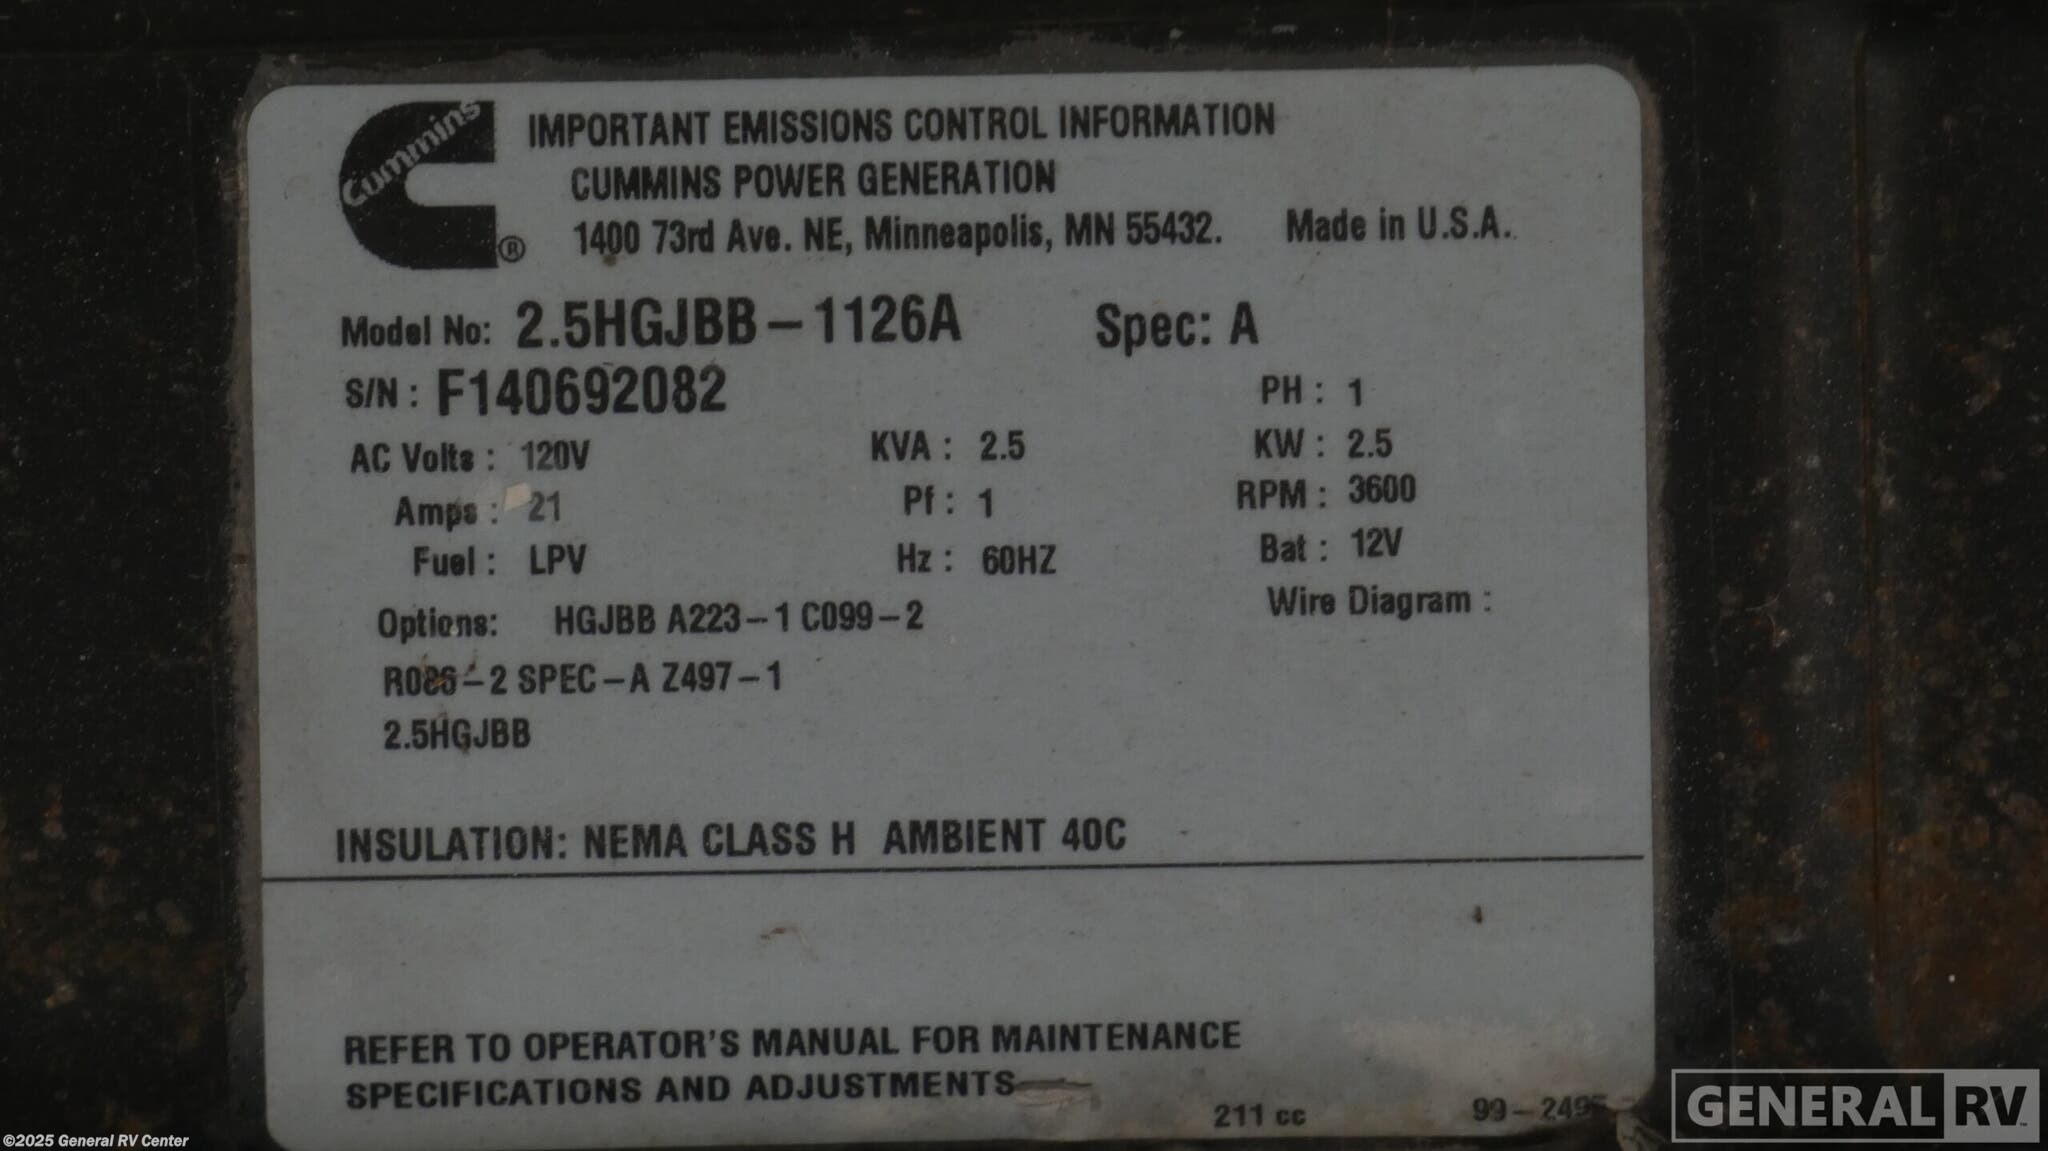 Cummins ®
IMPORTANT EMISSIONS CONTROL INFORMATION
CUMMINS POWER GENERATION
1400 73rd Ave. NE, Minneapolis, MN 55432. Made in U.S.A.
Model No: 2.5HGJBB-1126A Spec: A
S/N : F140692082 PH : 1
AC Volts : 120V KVA : 2.5 KW : 2.5
Amps : 21 Pf : 1 RPM : 3600
Fuel : LPV Hz : 60HZ Bat : 12V
Options: HGJBB A223-1 C099-2 Wire Diagram :
R086-2 SPEC-A Z497-1
2.5HGJBB
INSULATION: NEMA CLASS H AMBIENT 40C
REFER TO OPERATOR'S MANUAL FOR MAINTENANCE
SPECIFICATIONS AND ADJUSTMENTS
211 cc
GENERAL RV
©2025 General RV Center